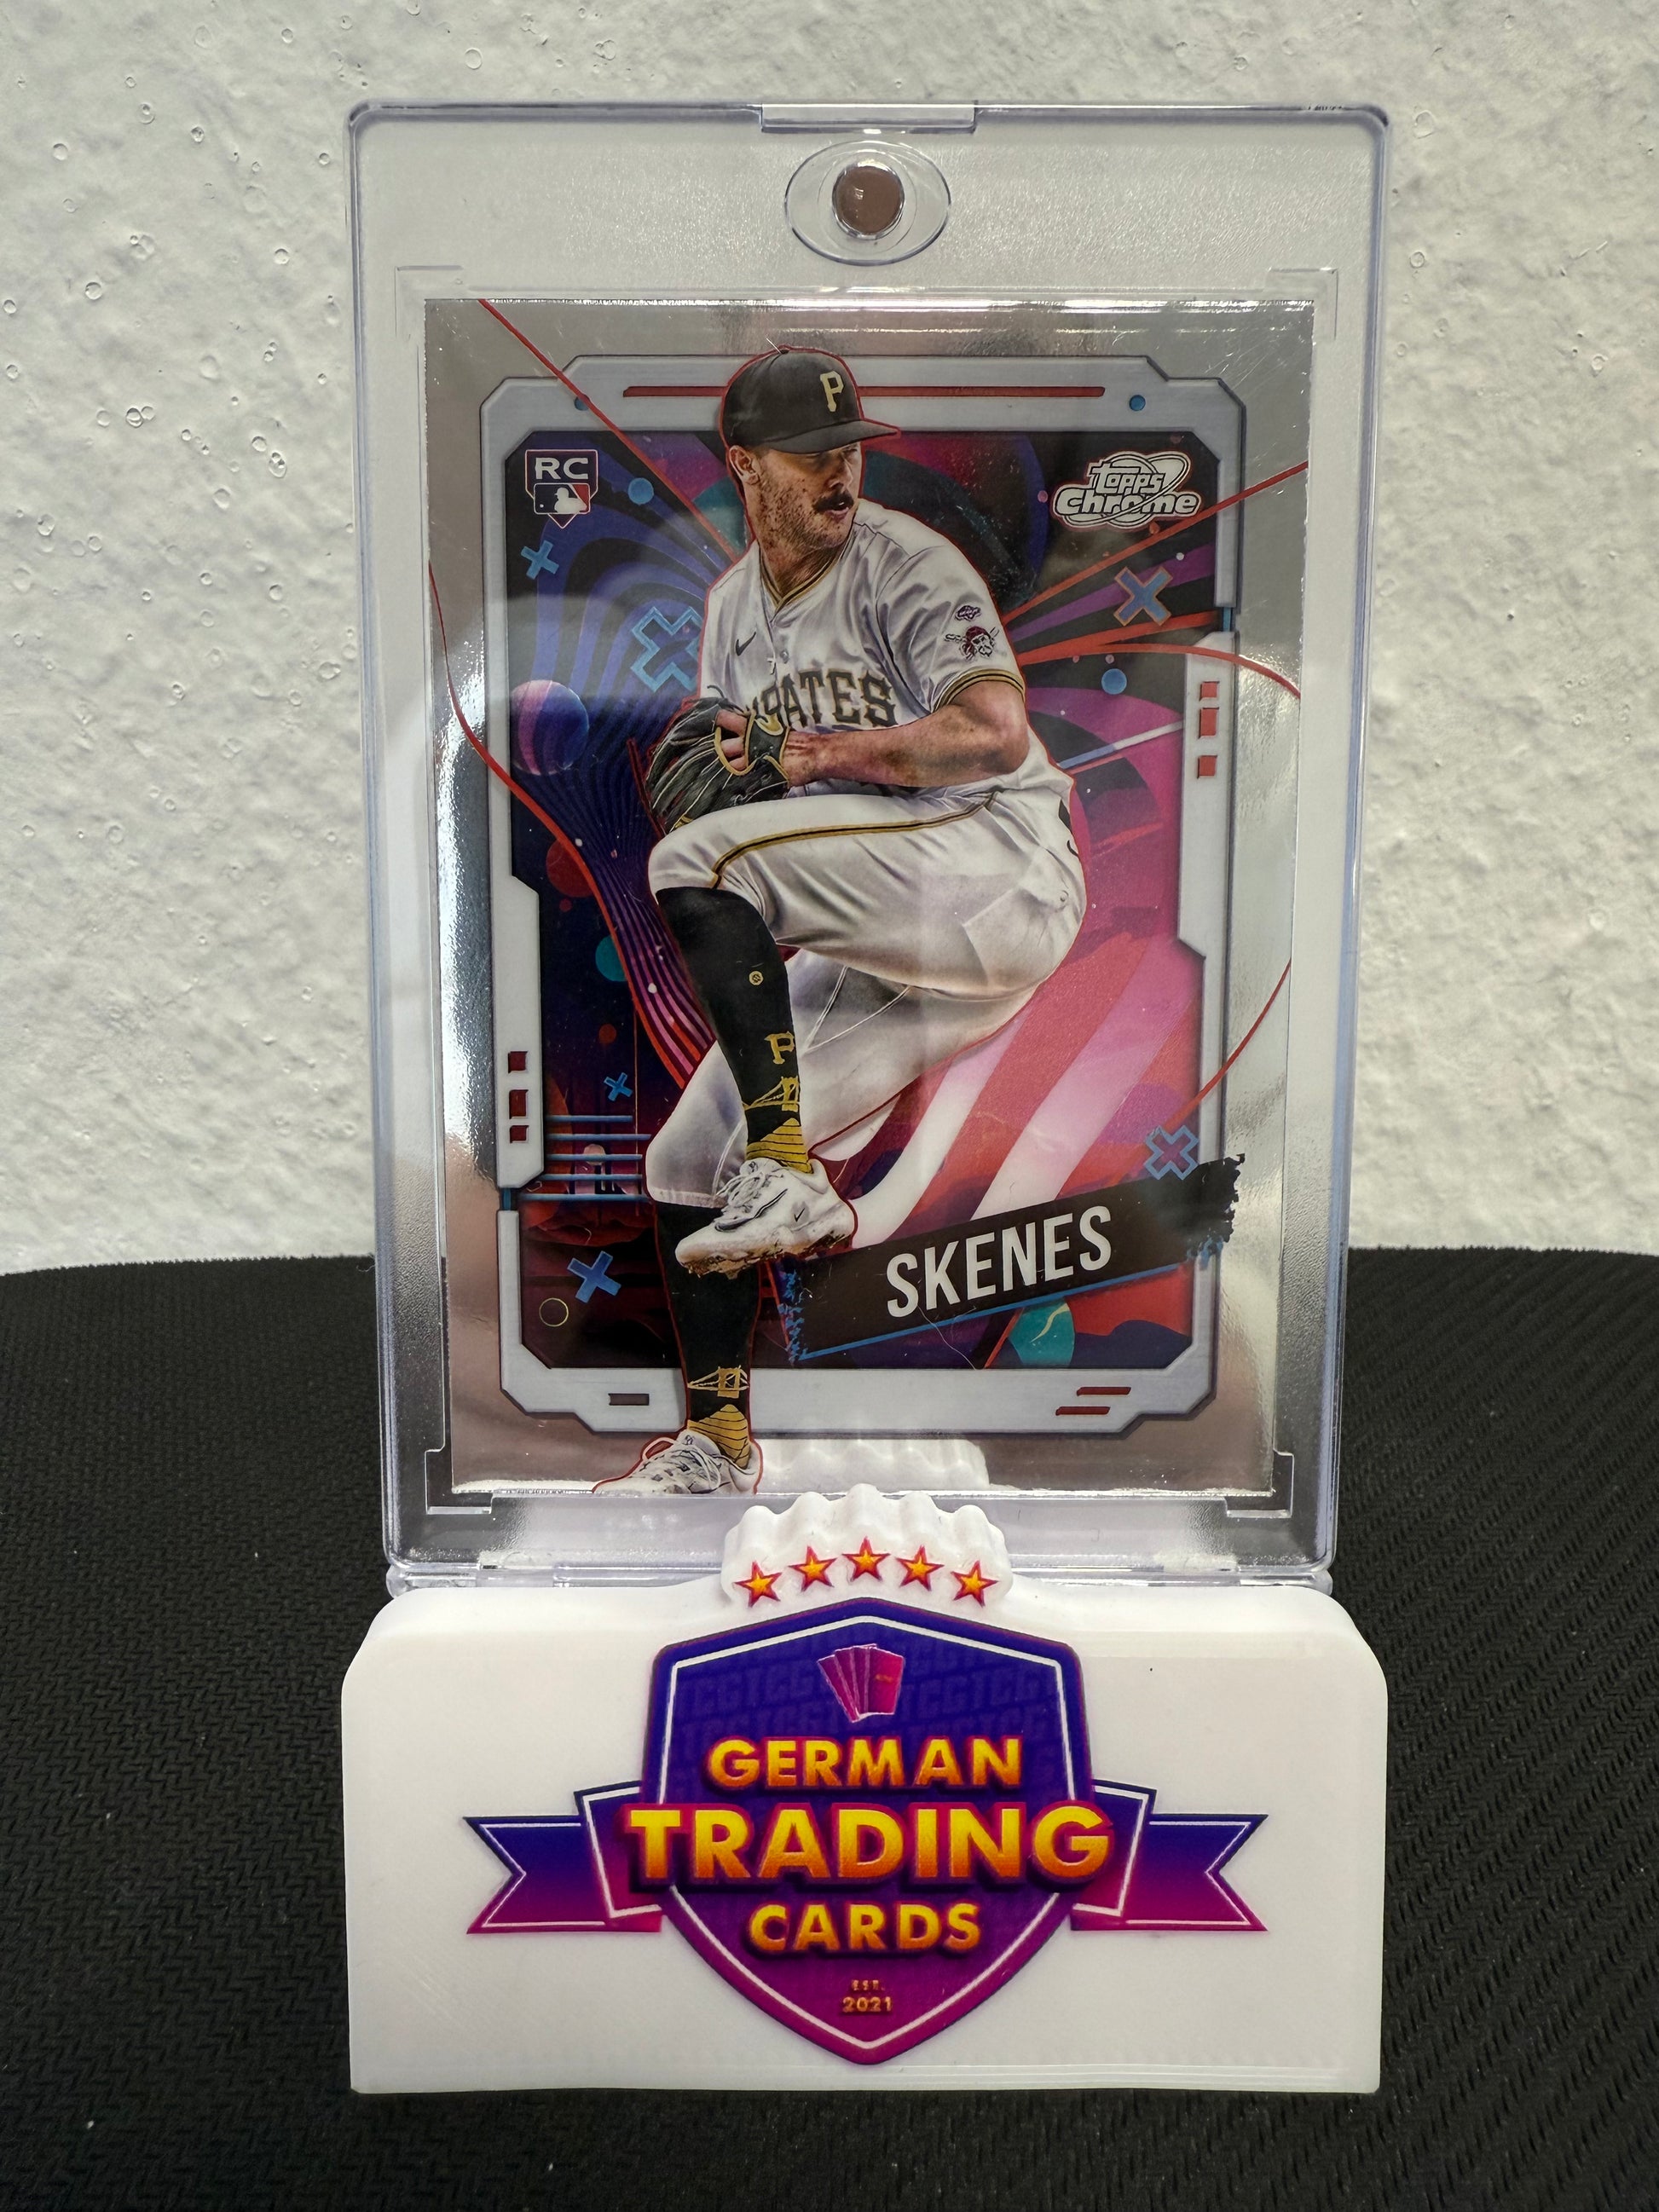 P
RC
topps
Chrome
PIRATES
P
SKENES
GERMAN
TRADING
CARDS
EST.
2021